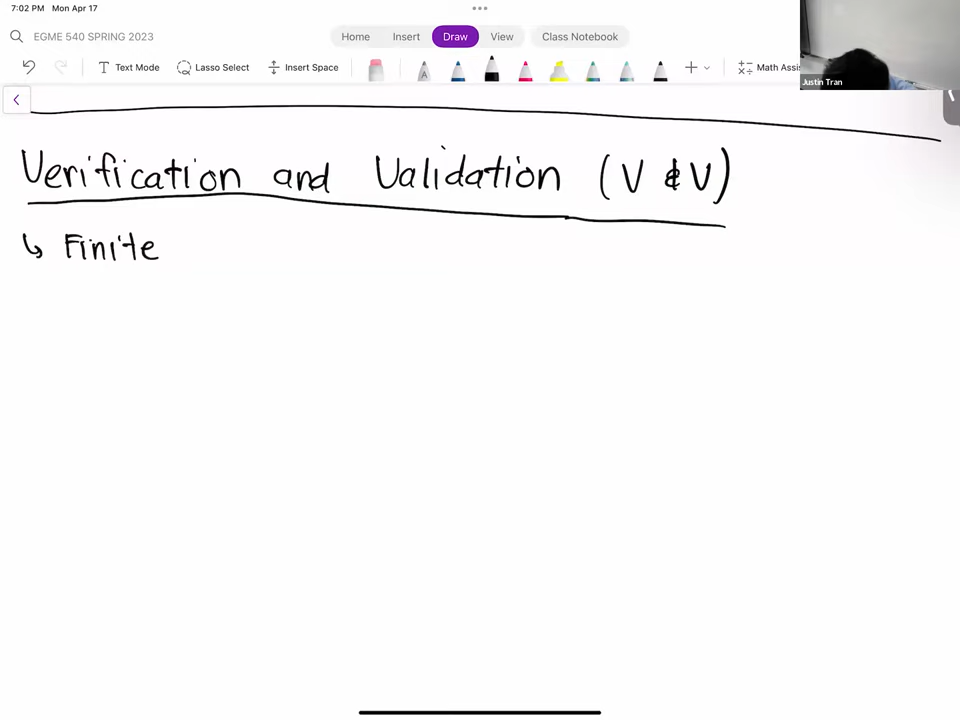 7:02 PM Mon Apr 17
EGME 540 SPRING 2023
Home Insert Draw View Class Notebook
Text Mode Lasso Select Insert Space A Math Assis
Justin Tran
Verification and Validation (V & V)
↳ Finite